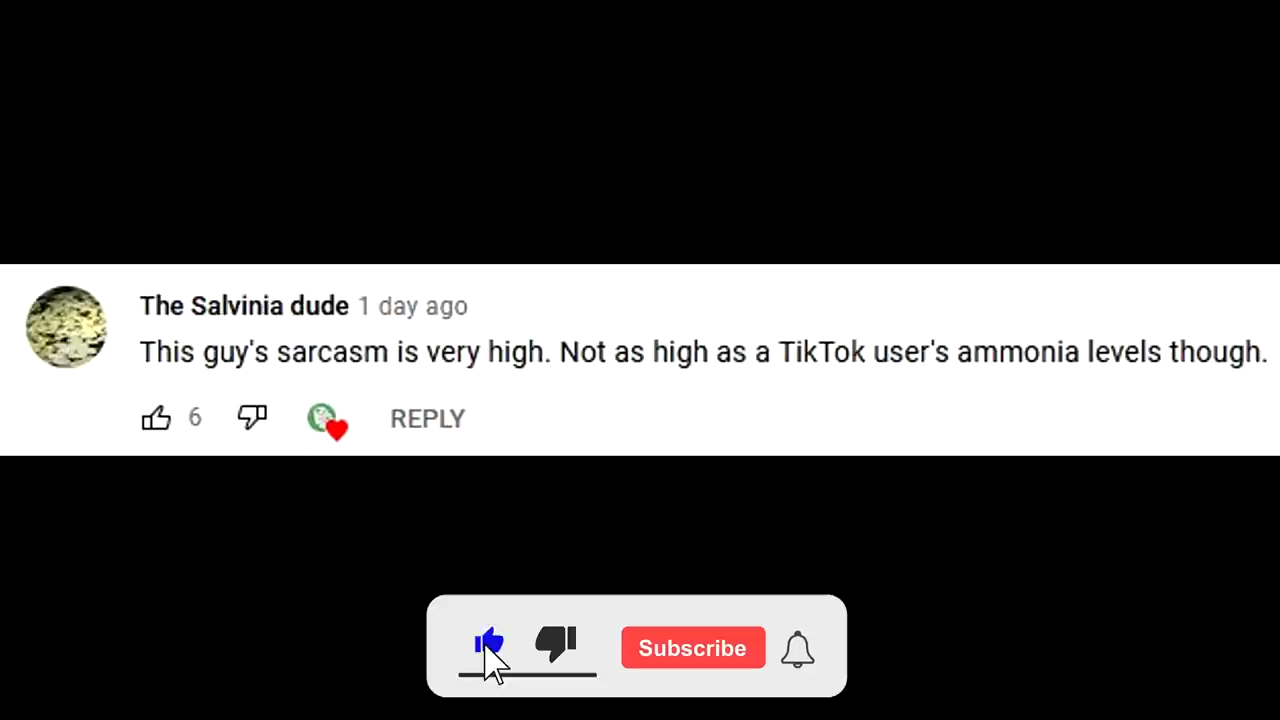 The Salvinia dude 1 day ago
This guy's sarcasm is very high. Not as high as a TikTok user's ammonia levels though.
6 REPLY
Subscribe